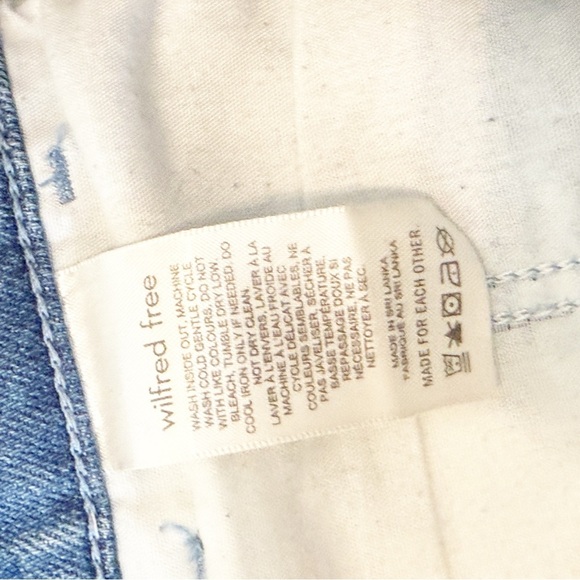 wilfred free
WASH INSIDE OUT, MACHINE
WASH COLD GENTLE CYCLE
WITH LIKE COLOURS. DO NOT
BLEACH, TUMBLE DRY LOW.
COOL IRON ONLY IF NEEDED. DO
NOT DRY CLEAN.
LAVER À L'ENVERS, LAVER À LA
MACHINE À L'EAU FROIDE AU
CYCLE DÉLICAT AVEC
COULEURS SEMBLABLES. NE
PAS JAVELISER, SÉCHER À
BASSE TEMPÉRATURE.
REPASSAGE DOUX SI
NÉCESSAIRE. NE PAS
NETTOYER À SEC.
MADE IN SRI LANKA
FABRIQUÉ AU SRI LANKA
MADE FOR EACH OTHER